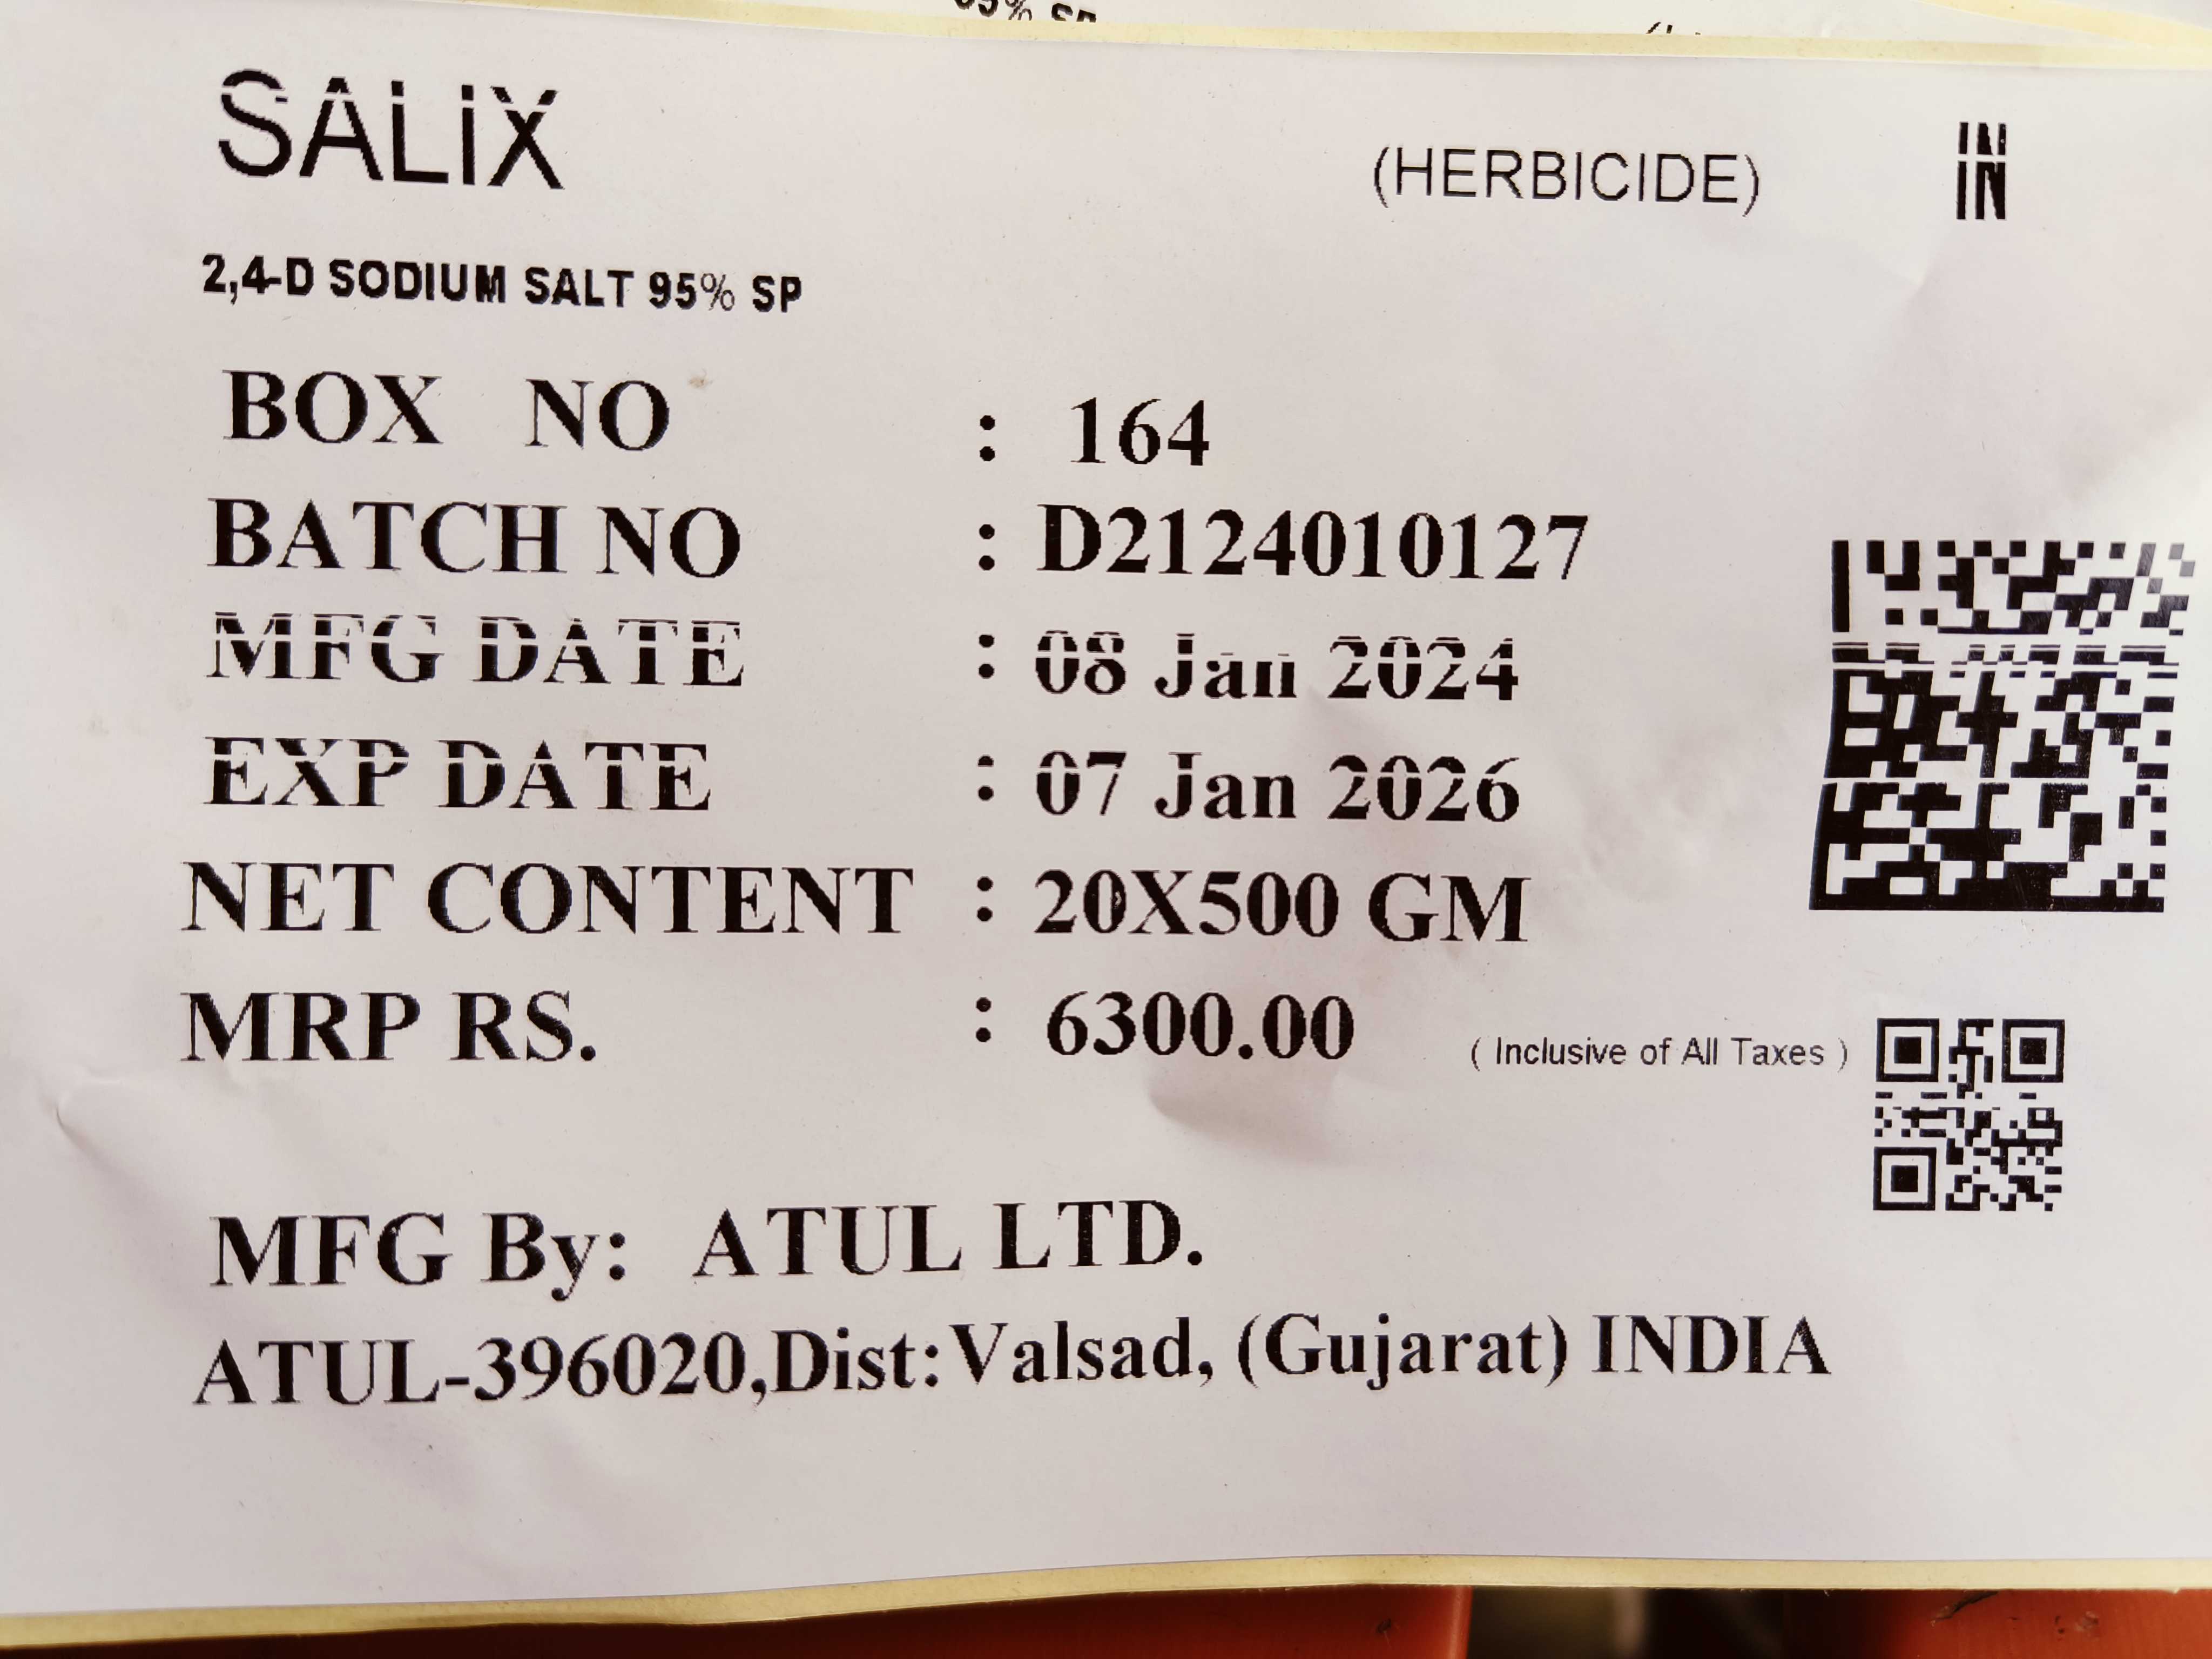 SALiX (HERBICIDE) IN
IN
2,4-D SODIUM SALT 95% SP
BOX NO : 164
BATCH NO : D2124010127
MFG DATE : 08 Jan 2024
EXP DATE : 07 Jan 2026
NET CONTENT : 20X500 GM
MRP RS. : 6300.00 ( Inclusive of All Taxes )
MFG By: ATUL LTD.
ATUL-396020,Dist:Valsad, (Gujarat) INDIA